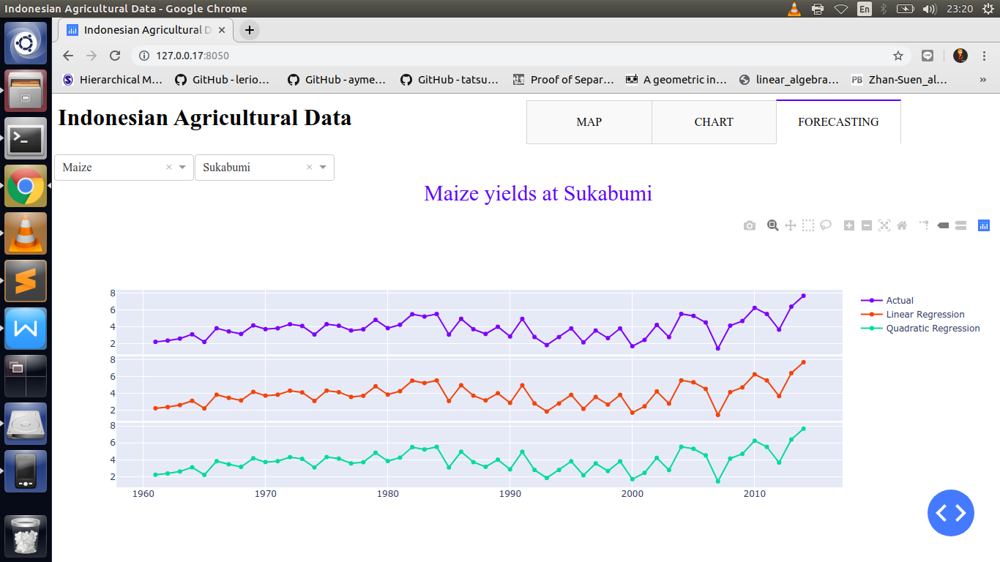 Indonesian Agricultural Data - Google Chrome
En
23:20
Indonesian Agricultural D
127.0.0.17:8050
Hierarchical M...
GitHub - lerio...
GitHub - ayme...
GitHub - tatsu...
Proof of Separ...
A geometric in...
linear_algebra...
PB
Zhan-Suen_al...
»
Indonesian Agricultural Data
MAP
CHART
FORECASTING
Maize
Sukabumi
Maize yields at Sukabumi
8
6
4
2
8
6
4
2
8
6
4
2
1960
1970
1980
1990
2000
2010
Actual
Linear Regression
Quadratic Regression